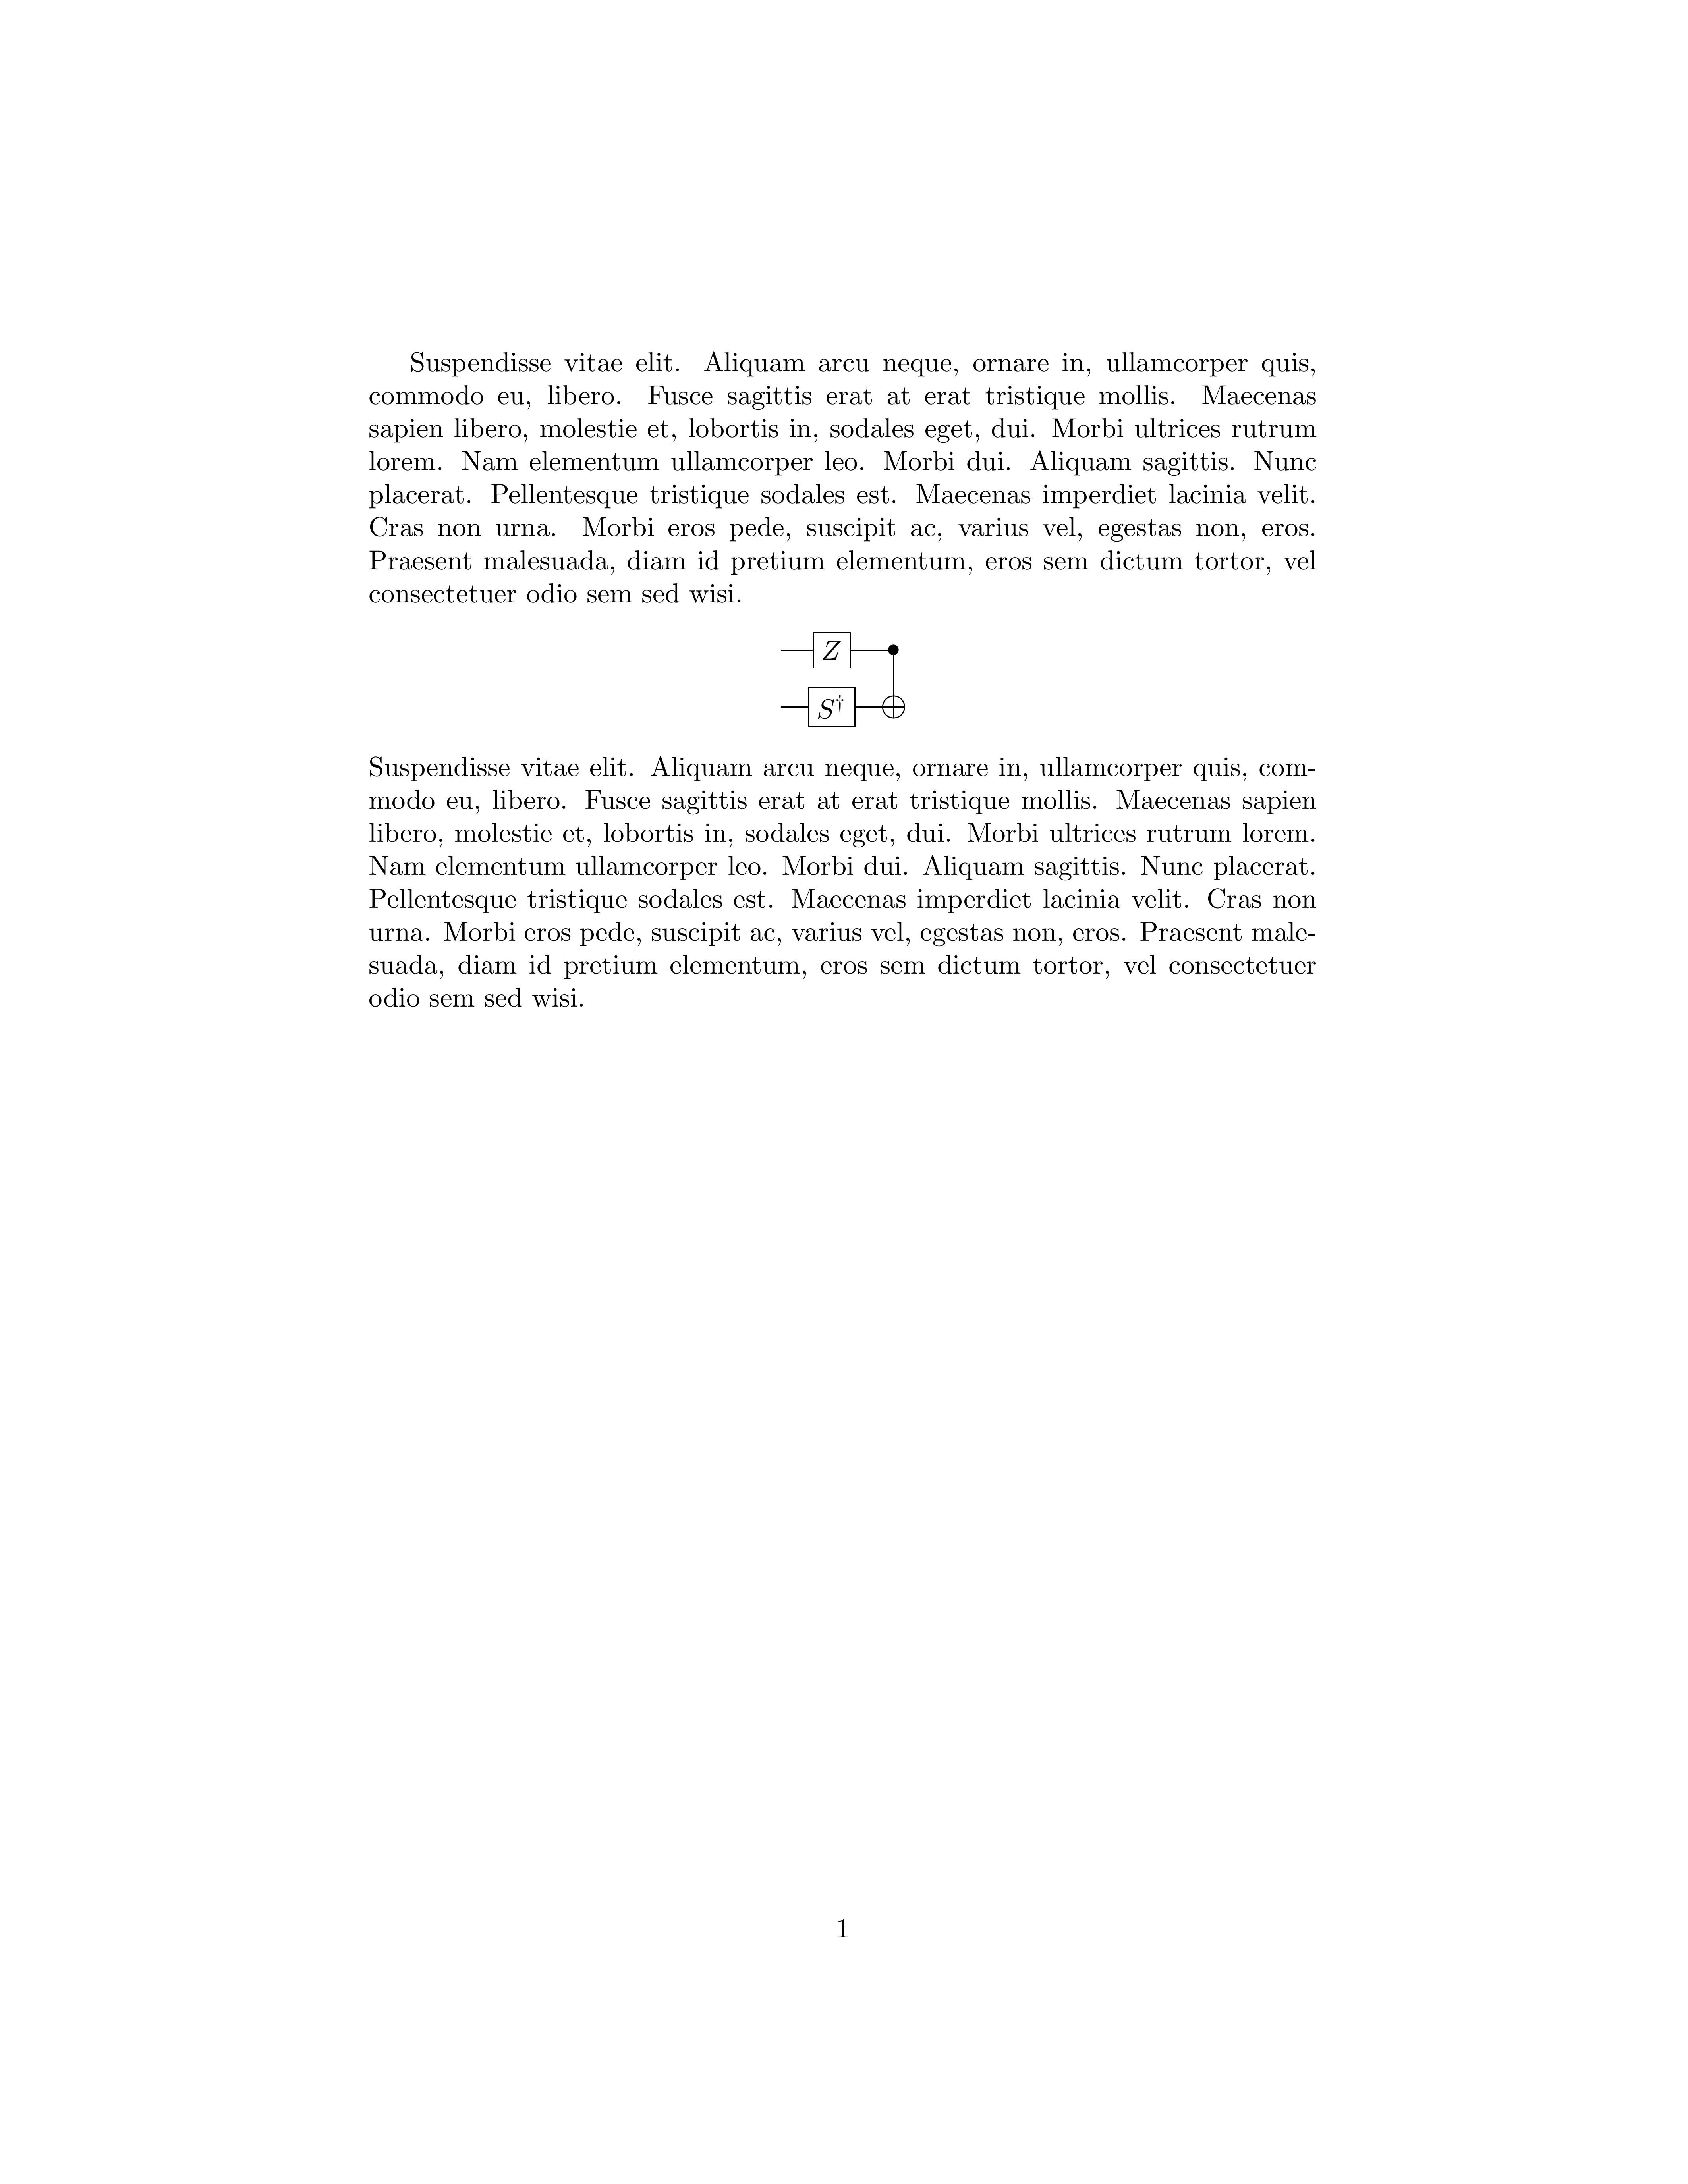 Suspendisse vitae elit. Aliquam arcu neque, ornare in, ullamcorper quis,
commodo eu, libero. Fusce sagittis erat at erat tristique mollis. Maecenas
sapien libero, molestie et, lobortis in, sodales eget, dui. Morbi ultrices rutrum
lorem. Nam elementum ullamcorper leo. Morbi dui. Aliquam sagittis. Nunc
placerat. Pellentesque tristique sodales est. Maecenas imperdiet lacinia velit.
Cras non urna. Morbi eros pede, suscipit ac, varius vel, egestas non, eros.
Praesent malesuada, diam id pretium elementum, eros sem dictum tortor, vel
consectetuer odio sem sed wisi.
Z
S†
Suspendisse vitae elit. Aliquam arcu neque, ornare in, ullamcorper quis, com-
modo eu, libero. Fusce sagittis erat at erat tristique mollis. Maecenas sapien
libero, molestie et, lobortis in, sodales eget, dui. Morbi ultrices rutrum lorem.
Nam elementum ullamcorper leo. Morbi dui. Aliquam sagittis. Nunc placerat.
Pellentesque tristique sodales est. Maecenas imperdiet lacinia velit. Cras non
urna. Morbi eros pede, suscipit ac, varius vel, egestas non, eros. Praesent male-
suada, diam id pretium elementum, eros sem dictum tortor, vel consectetuer
odio sem sed wisi.
1